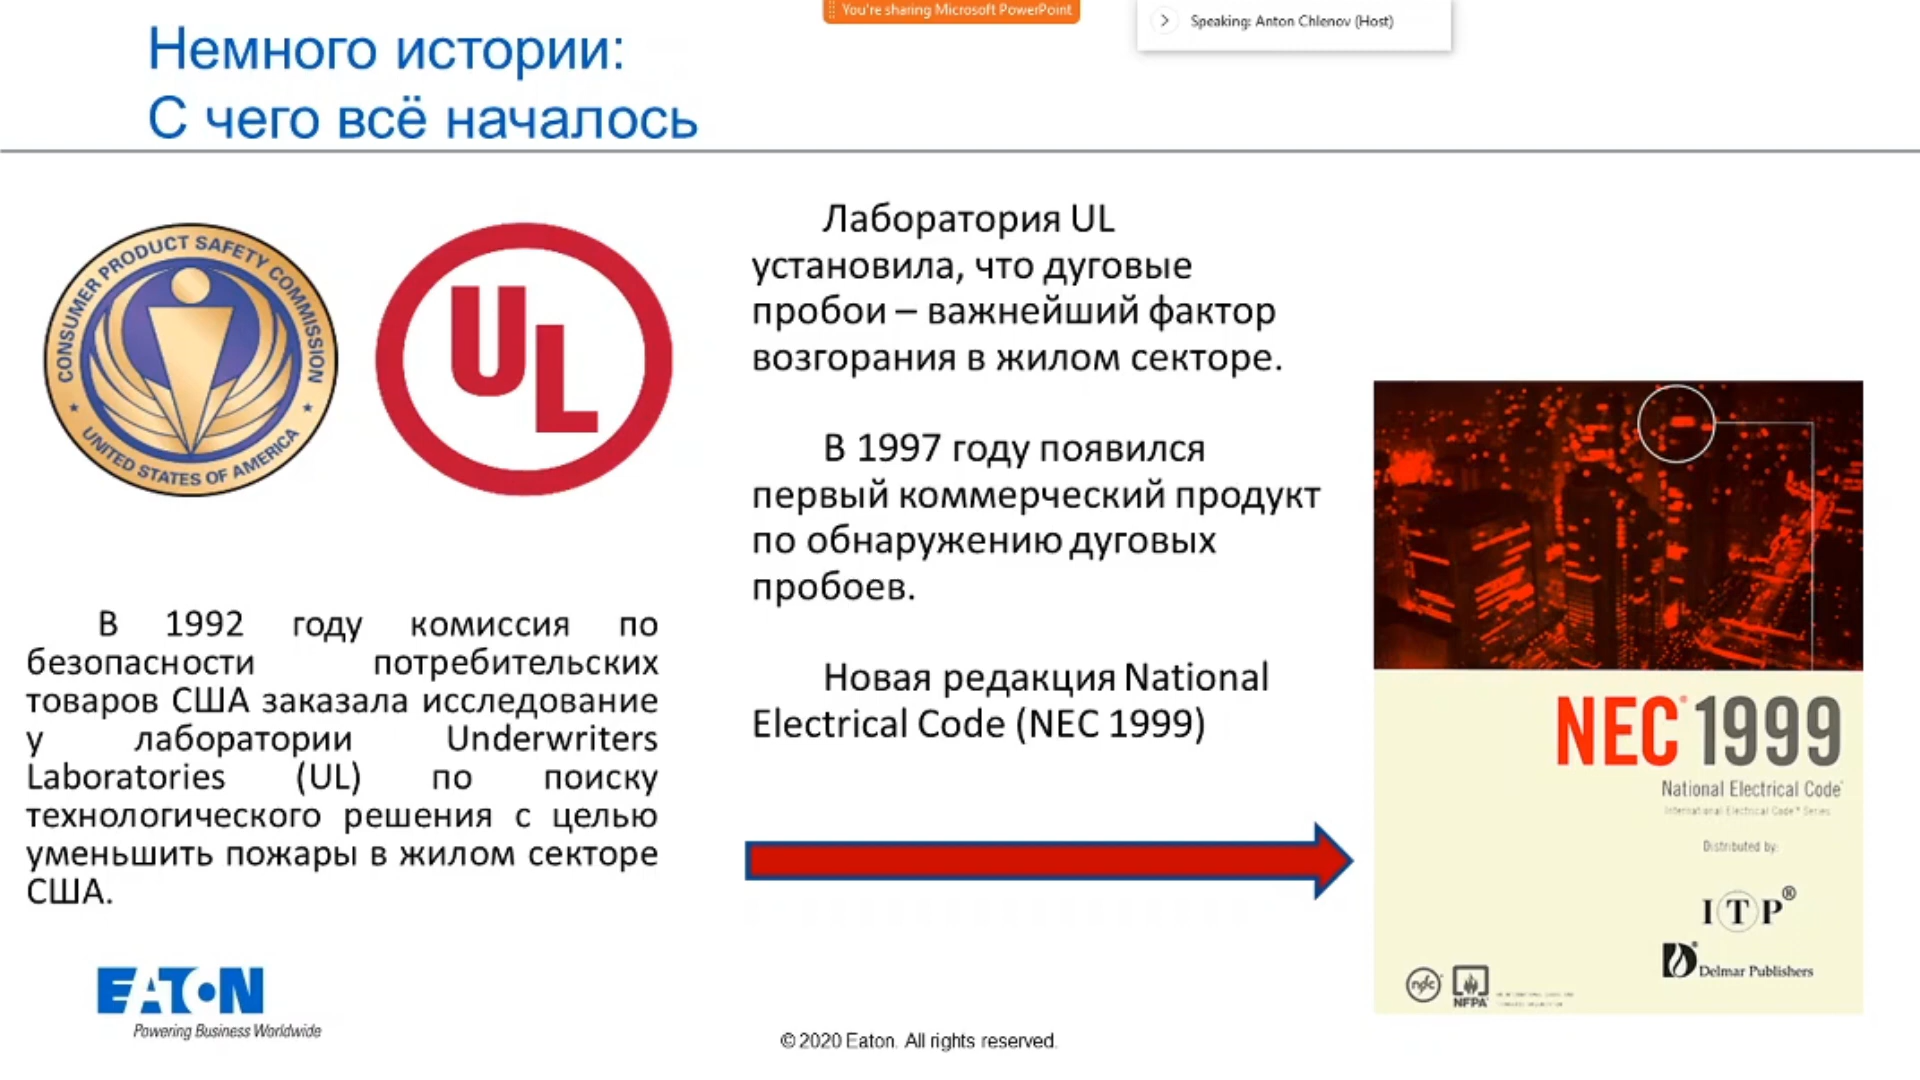 You're sharing Microsoft PowerPoint
Speaking: Anton Chlenov (Host)
Немного истории:
С чего всё началось
CONSUMER PRODUCT SAFETY COMMISSION
UNITED STATES OF AMERICA
UL
В 1992 году комиссия по
безопасности потребительских
товаров США заказала исследование
у лаборатории Underwriters
Laboratories (UL) по поиску
технологического решения с целью
уменьшить пожары в жилом секторе
США.
Лаборатория UL
установила, что дуговые
пробои – важнейший фактор
возгорания в жилом секторе.
В 1997 году появился
первый коммерческий продукт
по обнаружению дуговых
пробоев.
Новая редакция National
Electrical Code (NEC 1999)
NEC® 1999
National Electrical Code®
International Electrical Code™ Series
Distributed by:
ITP®
Delmar Publishers
NFPA
EATON
Powering Business Worldwide
© 2020 Eaton. All rights reserved.